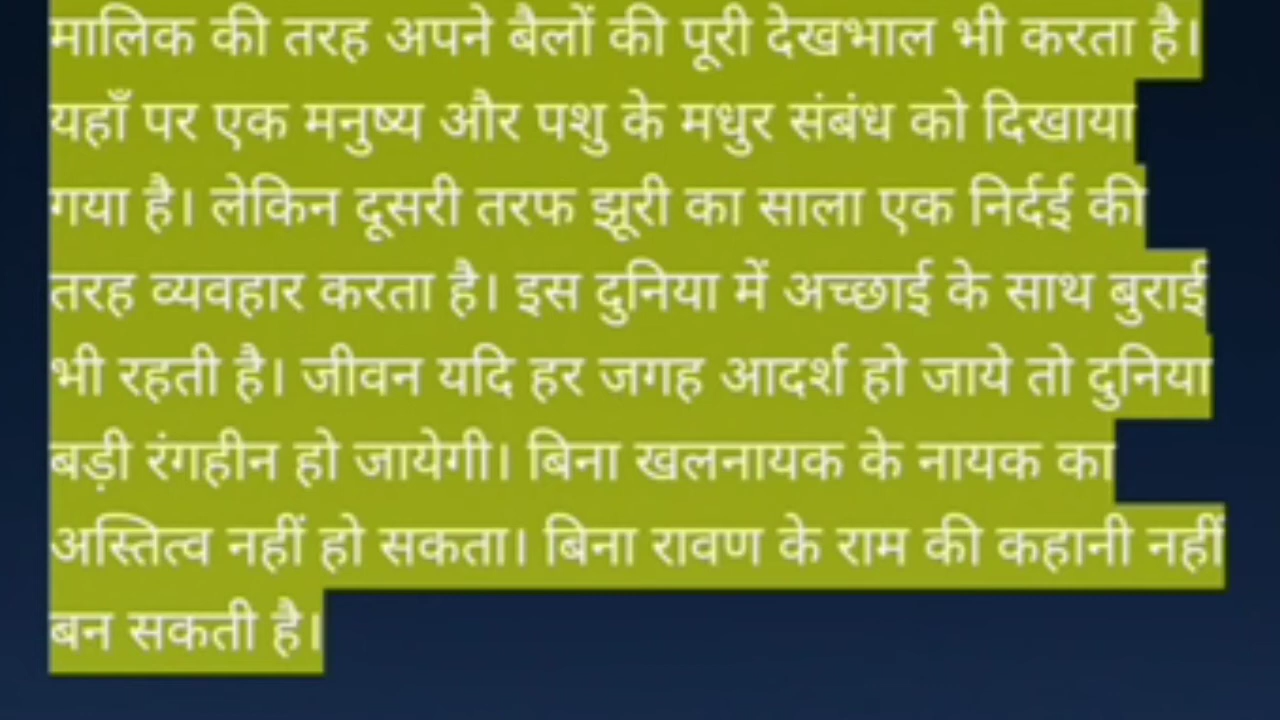 मालिक की तरह अपने बैलों की पूरी देखभाल भी करता है।
यहाँ पर एक मनुष्य और पशु के मधुर संबंध को दिखाया
गया है। लेकिन दूसरी तरफ झूरी का साला एक निर्दई की
तरह व्यवहार करता है। इस दुनिया में अच्छाई के साथ बुराई
भी रहती है। जीवन यदि हर जगह आदर्श हो जाये तो दुनिया
बड़ी रंगहीन हो जायेगी। बिना खलनायक के नायक का
अस्तित्व नहीं हो सकता। बिना रावण के राम की कहानी नहीं
बन सकती है।